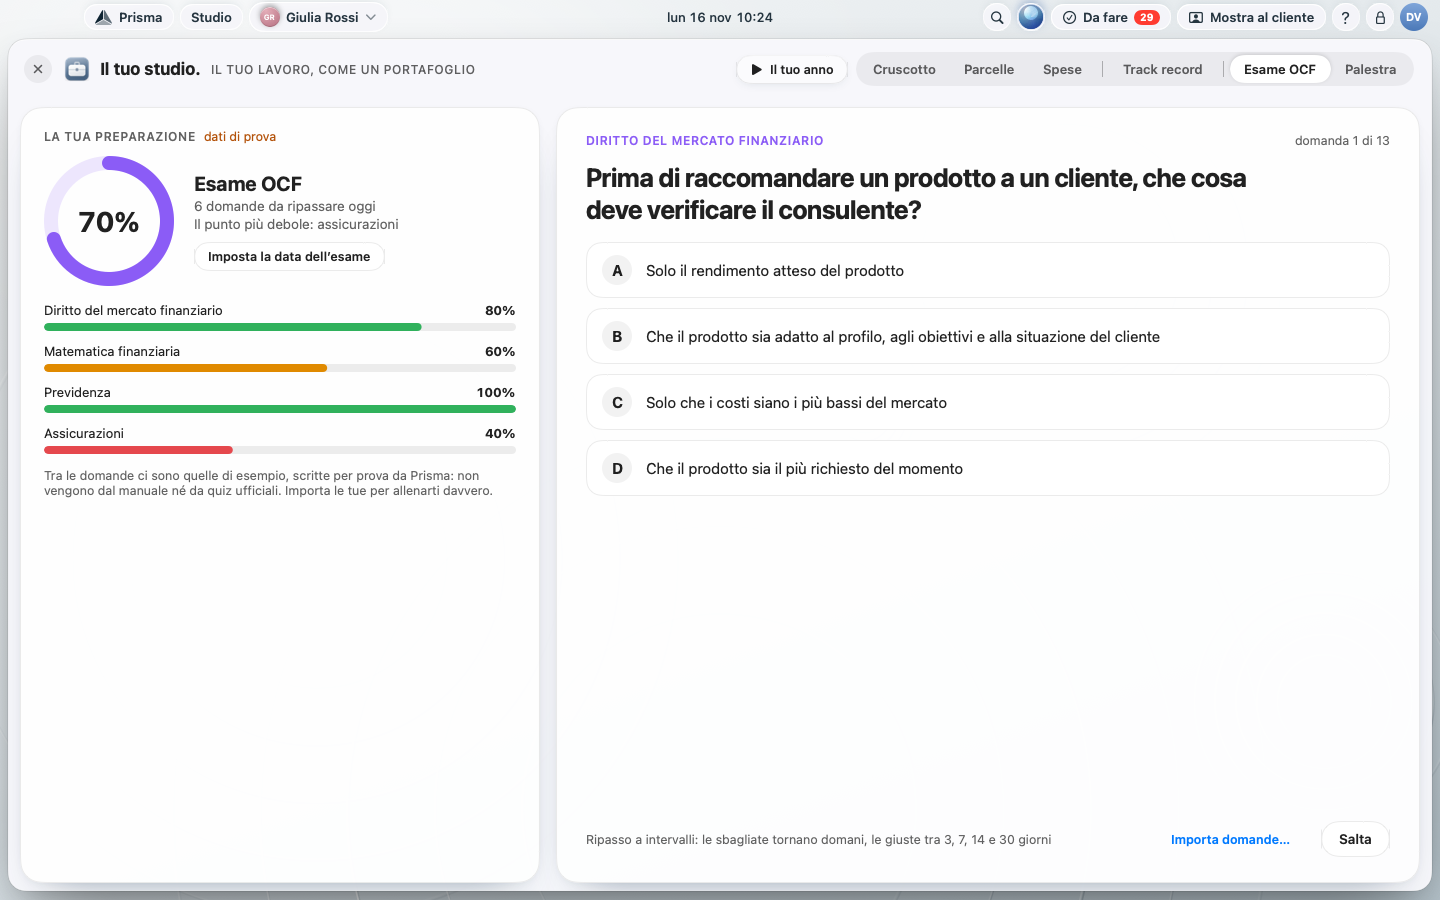 Prisma
Studio
GR Giulia Rossi
lun 16 nov 10:24
Da fare 29
Mostra al cliente
?
DV
Il tuo studio. IL TUO LAVORO, COME UN PORTAFOGLIO
Il tuo anno
Cruscotto
Parcelle
Spese
Track record
Esame OCF
Palestra
LA TUA PREPARAZIONE dati di prova
70%
Esame OCF
6 domande da ripassare oggi
Il punto più debole: assicurazioni
Imposta la data dell'esame
Diritto del mercato finanziario 80%
Matematica finanziaria 60%
Previdenza 100%
Assicurazioni 40%
Tra le domande ci sono quelle di esempio, scritte per prova da Prisma: non
vengono dal manuale né da quiz ufficiali. Importa le tue per allenarti davvero.
DIRITTO DEL MERCATO FINANZIARIO
domanda 1 di 13
Prima di raccomandare un prodotto a un cliente, che cosa
deve verificare il consulente?
A Solo il rendimento atteso del prodotto
B Che il prodotto sia adatto al profilo, agli obiettivi e alla situazione del cliente
C Solo che i costi siano i più bassi del mercato
D Che il prodotto sia il più richiesto del momento
Ripasso a intervalli: le sbagliate tornano domani, le giuste tra 3, 7, 14 e 30 giorni
Importa domande...
Salta